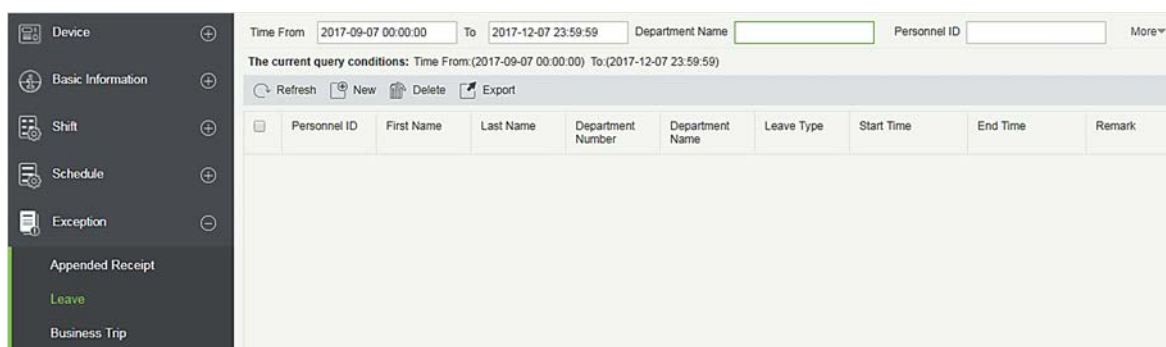 Device
Basic Information
Shift
Schedule
Exception
Appended Receipt
Leave
Business Trip
Time From 2017-09-07 00:00:00 To 2017-12-07 23:59:59 Department Name Personnel ID More
The current query conditions: Time From:(2017-09-07 00:00:00) To:(2017-12-07 23:59:59)
Refresh New Delete Export
Personnel ID First Name Last Name Department Number Department Name Leave Type Start Time End Time Remark